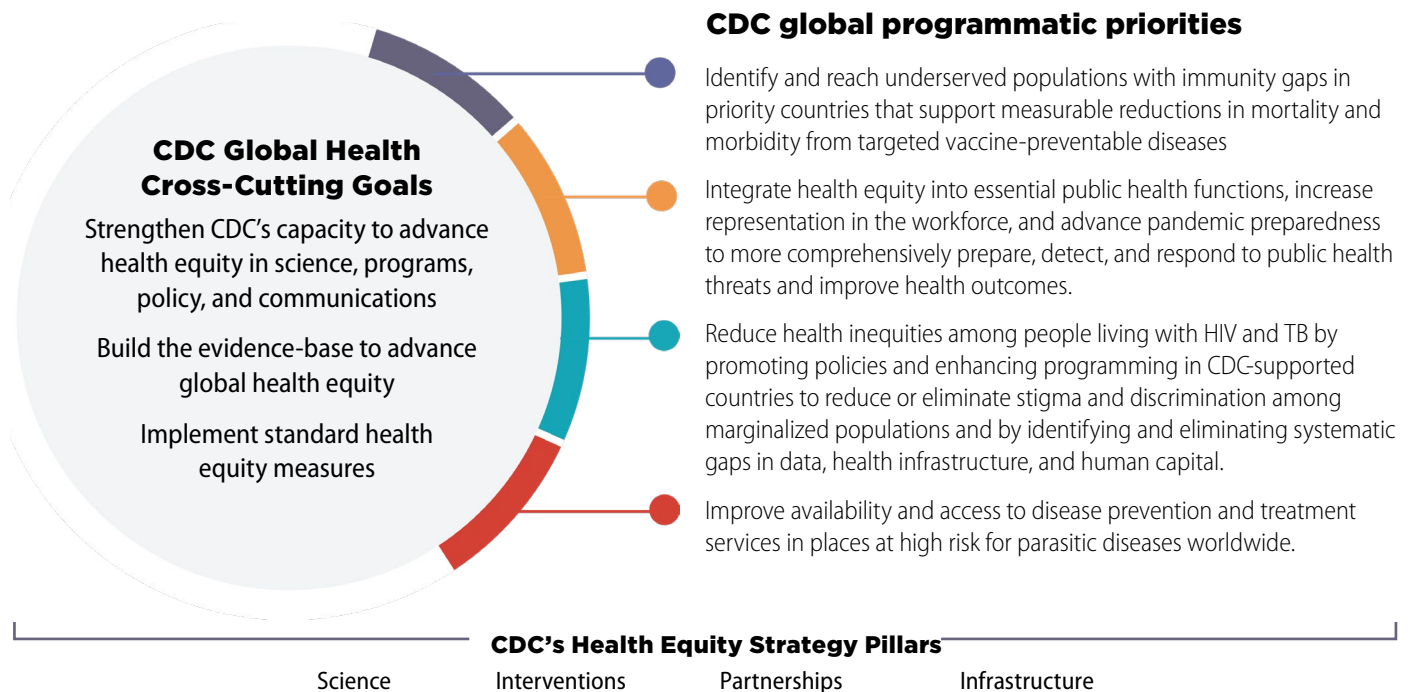 CDC Global Health
Cross-Cutting Goals
Strengthen CDC's capacity to advance
health equity in science, programs,
policy, and communications
Build the evidence-base to advance
global health equity
Implement standard health
equity measures
CDC global programmatic priorities
Identify and reach underserved populations with immunity gaps in
priority countries that support measurable reductions in mortality and
morbidity from targeted vaccine-preventable diseases
Integrate health equity into essential public health functions, increase
representation in the workforce, and advance pandemic preparedness
to more comprehensively prepare, detect, and respond to public health
threats and improve health outcomes.
Reduce health inequities among people living with HIV and TB by
promoting policies and enhancing programming in CDC-supported
countries to reduce or eliminate stigma and discrimination among
marginalized populations and by identifying and eliminating systematic
gaps in data, health infrastructure, and human capital.
Improve availability and access to disease prevention and treatment
services in places at high risk for parasitic diseases worldwide.
CDC's Health Equity Strategy Pillars
Science Interventions Partnerships Infrastructure